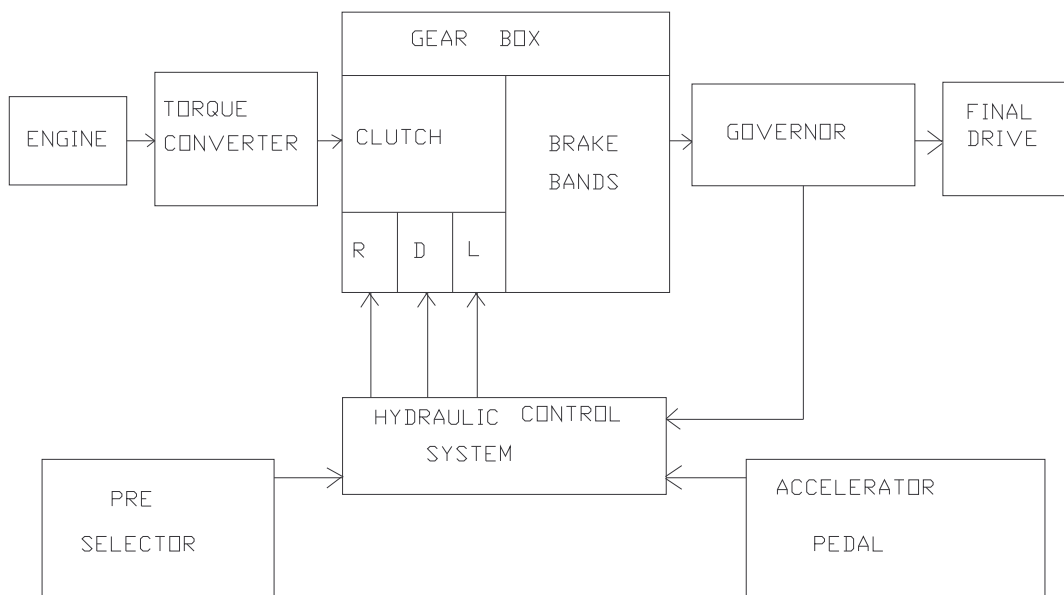 GEAR BOX
ENGINE
TORQUE
CONVERTER
CLUTCH
BRAKE
BANDS
GOVERNOR
FINAL
DRIVE
R
D
L
HYDRAULIC CONTROL
SYSTEM
PRE
SELECTOR
ACCELERATOR
PEDAL